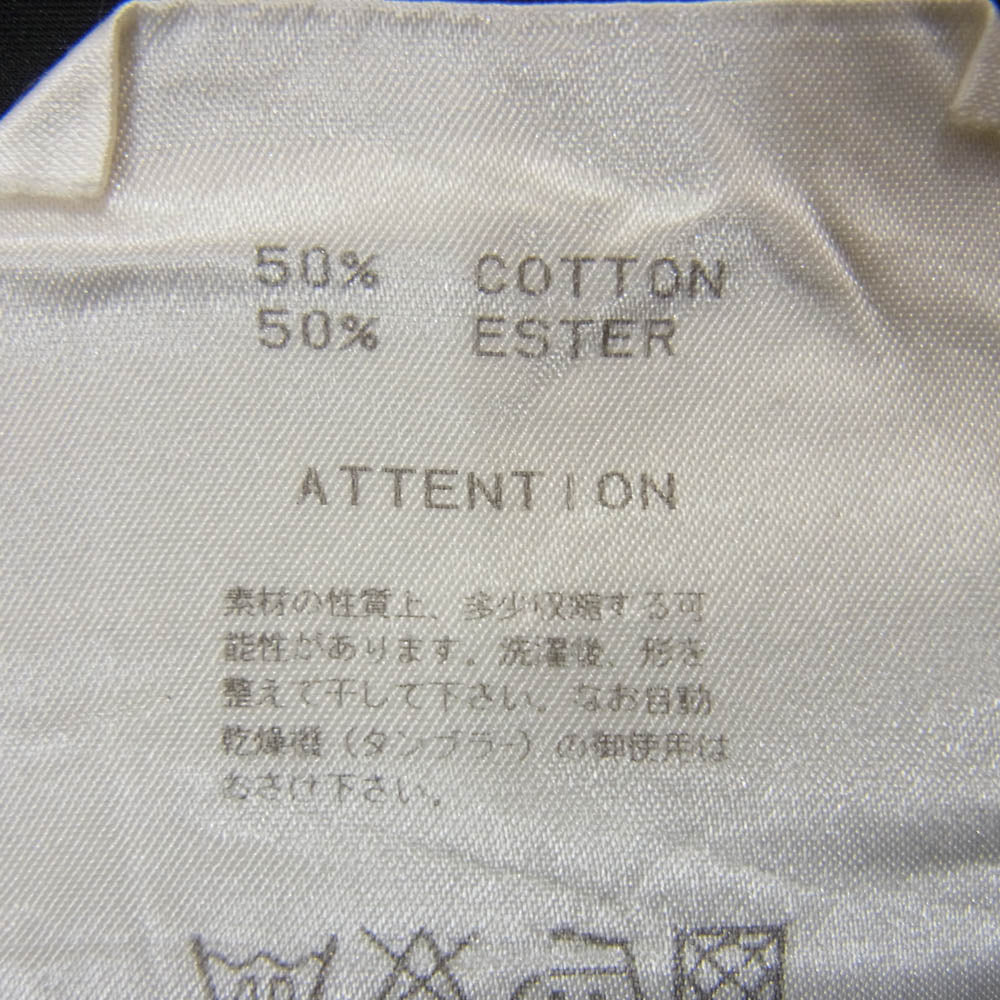 50% COTTON
50% ESTER
ATTENTION
素材の性質上、多少収縮する可
能性があります。洗濯後、形を
整えて干して下さい。なお自動
乾燥機(タンブラー)の御使用は
おさけ下さい。
40